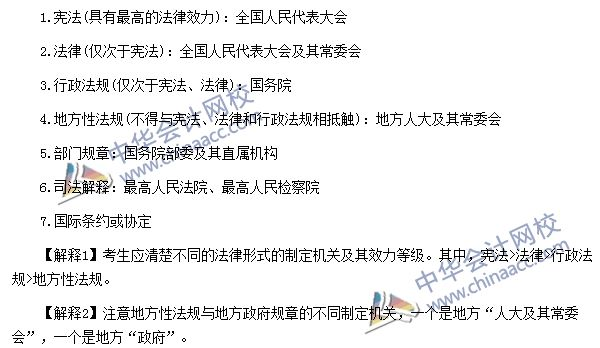 1.宪法(具有最高的法律效力)：全国人民代表大会
2.法律(仅次于宪法)：全国人民代表大会及其常委会
3.行政法规(仅次于宪法、法律)：国务院
4.地方性法规(不得与宪法、法律和行政法规相抵触)：地方人大及其常委会
5.部门规章：国务院部委及其直属机构
6.司法解释：最高人民法院、最高人民检察院
7.国际条约或协定
【解释1】考生应清楚不同的法律形式的制定机关及其效力等级。其中，宪法>法律>行政法
规>地方性法规。
【解释2】注意地方性法规与地方政府规章的不同制定机关，一个是地方“人大及其常委
会”，一个是地方“政府”。
中华会计网校
www.chinaacc.com
中华会计网校
www.chinaacc.com